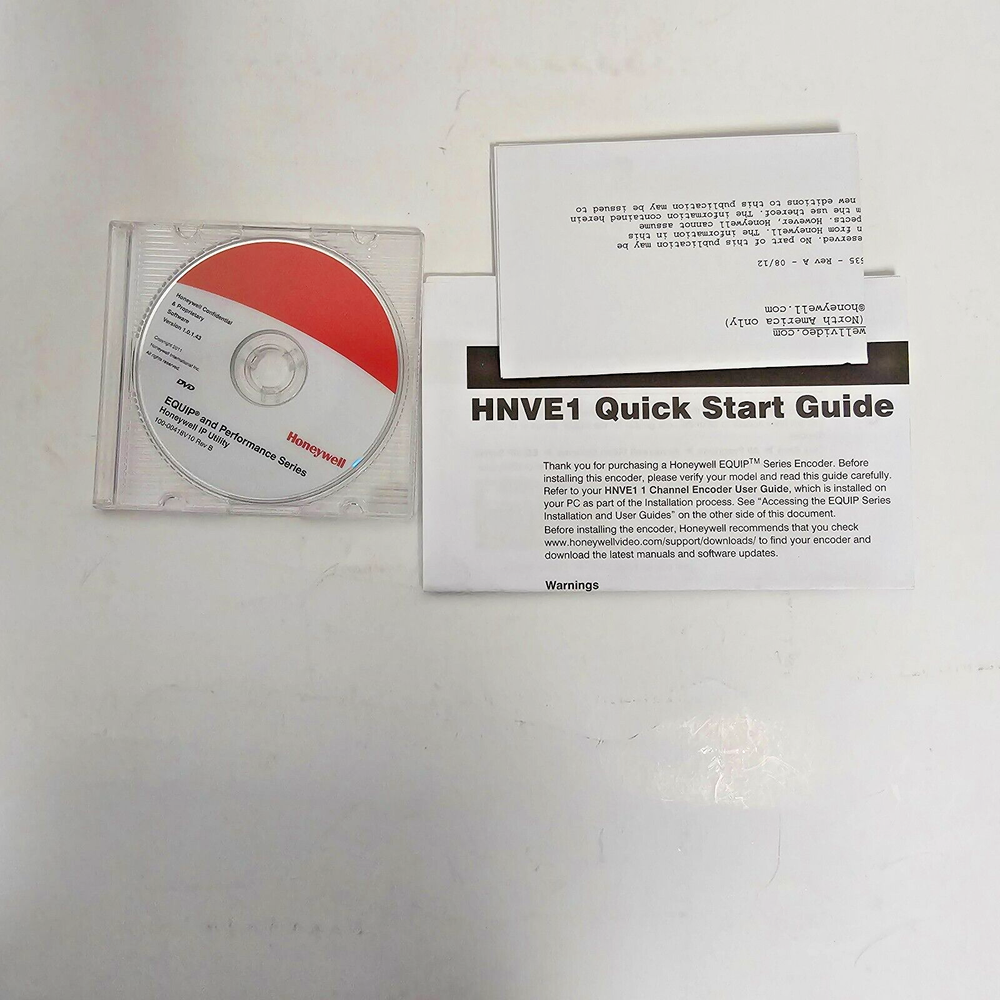 Honeywell Confidential
& Proprietary
Software
Version 1.0.1.43
Copyright 2011
Honeywell International Inc.
All rights reserved.
DVD
EQUIP® and Performance Series
Honeywell IP Utility
100-00418V10 Rev B
Honeywell
wellvideo.com
(North America only)
@honeywell.com
535 - Rev A - 08/12
eserved. No part of this publication may be
n from Honeywell. The information in this
pects. However, Honeywell cannot assume
m the use thereof. The information contained herein
new editions to this publication may be issued to
HNVE1 Quick Start Guide
Thank you for purchasing a Honeywell EQUIP™ Series Encoder. Before
installing this encoder, please verify your model and read this guide carefully.
Refer to your HNVE1 1 Channel Encoder User Guide, which is installed on
your PC as part of the Installation process. See “Accessing the EQUIP Series
Installation and User Guides” on the other side of this document.
Before installing the encoder, Honeywell recommends that you check
www.honeywellvideo.com/support/downloads/ to find your encoder and
download the latest manuals and software updates.
Warnings